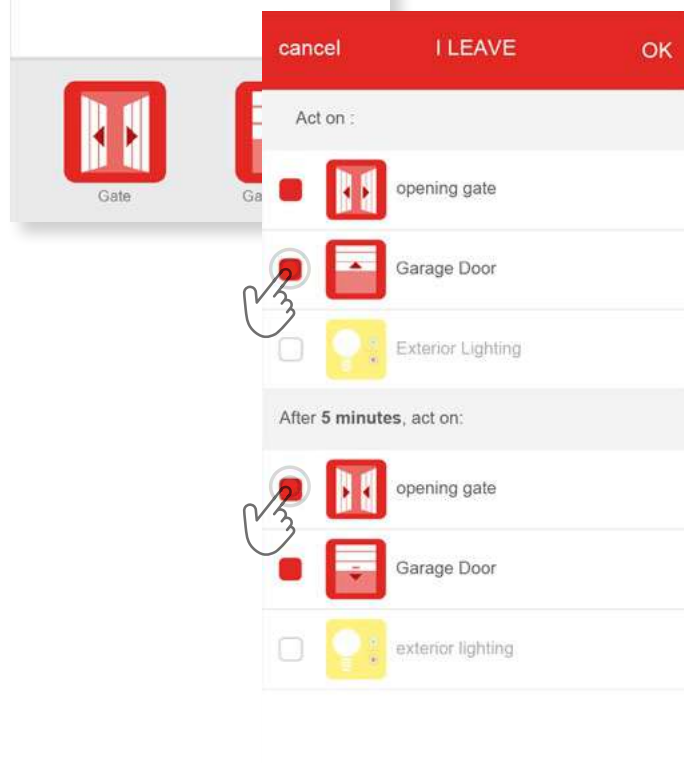 cancel I LEAVE OK
Act on :
Gate
opening gate
Garage Door
Exterior Lighting
After 5 minutes, act on:
opening gate
Garage Door
exterior lighting